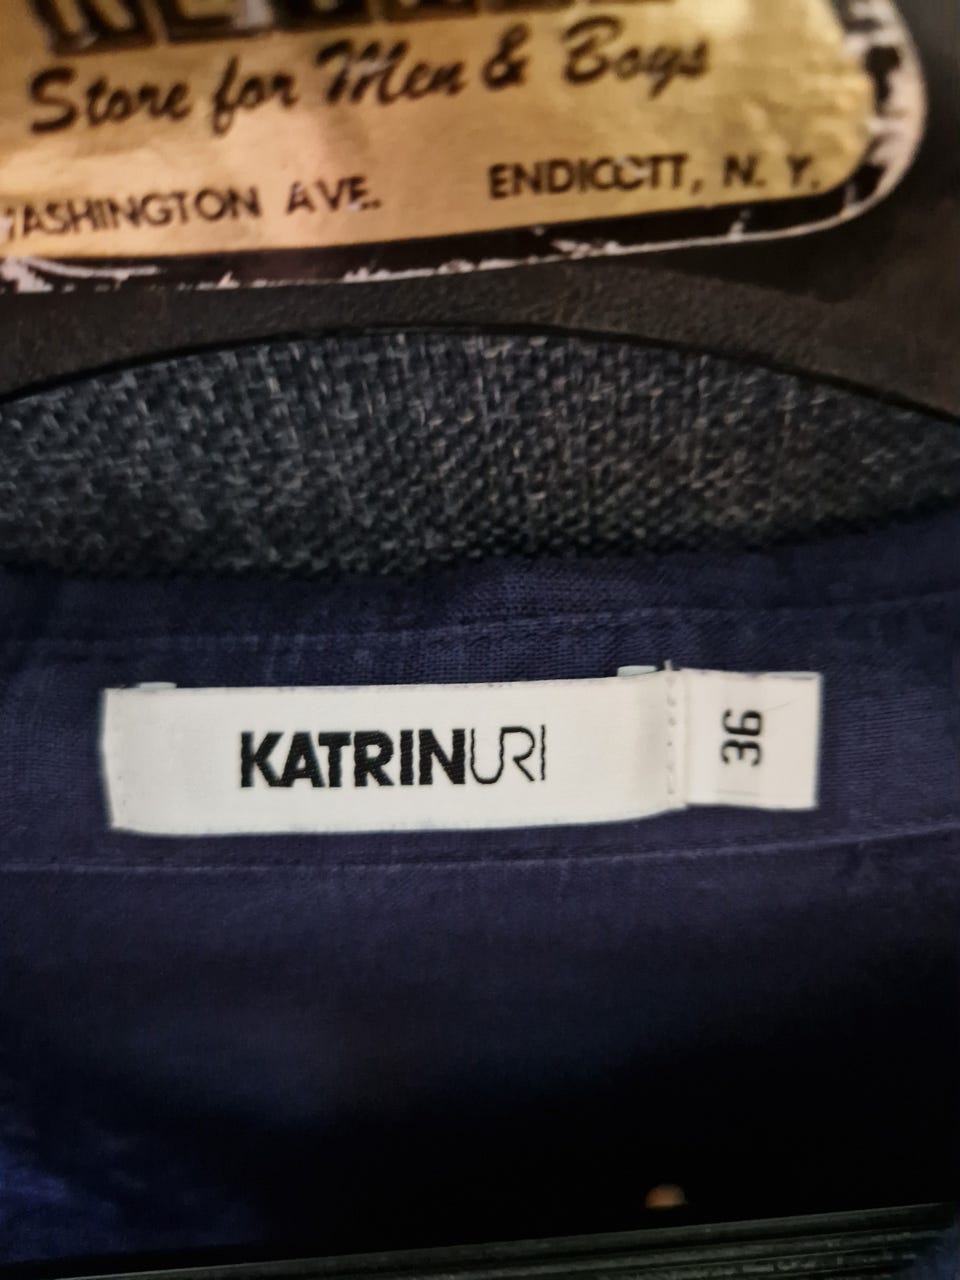 Store for Men & Boys
WASHINGTON AVE. ENDICOTT, N. Y.
KATRINURI
36